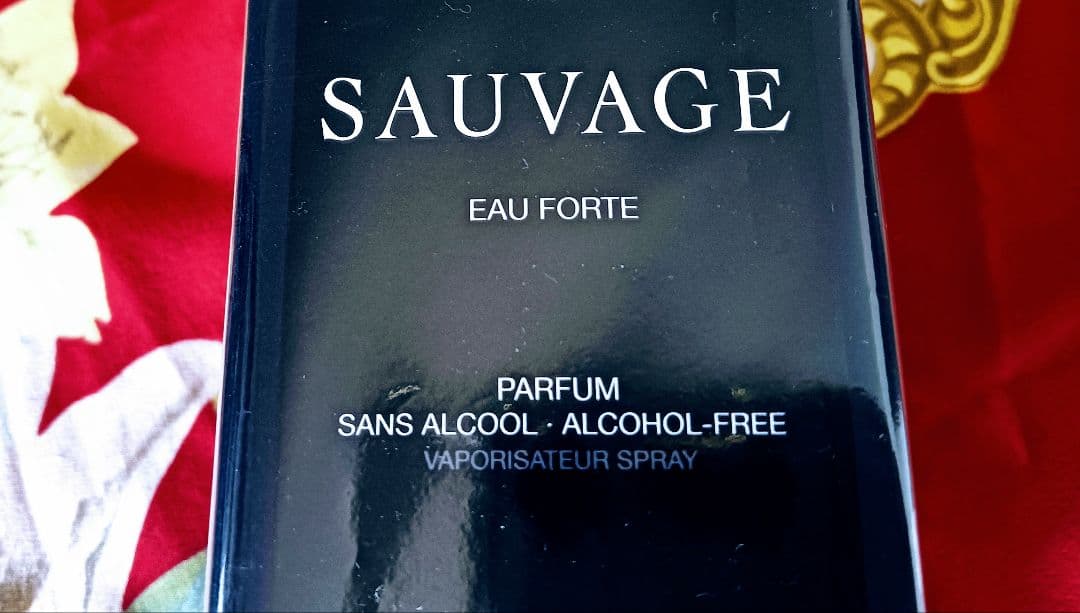 SAUVAGE
EAU FORTE
PARFUM
SANS ALCOOL · ALCOHOL-FREE
VAPORISATEUR SPRAY